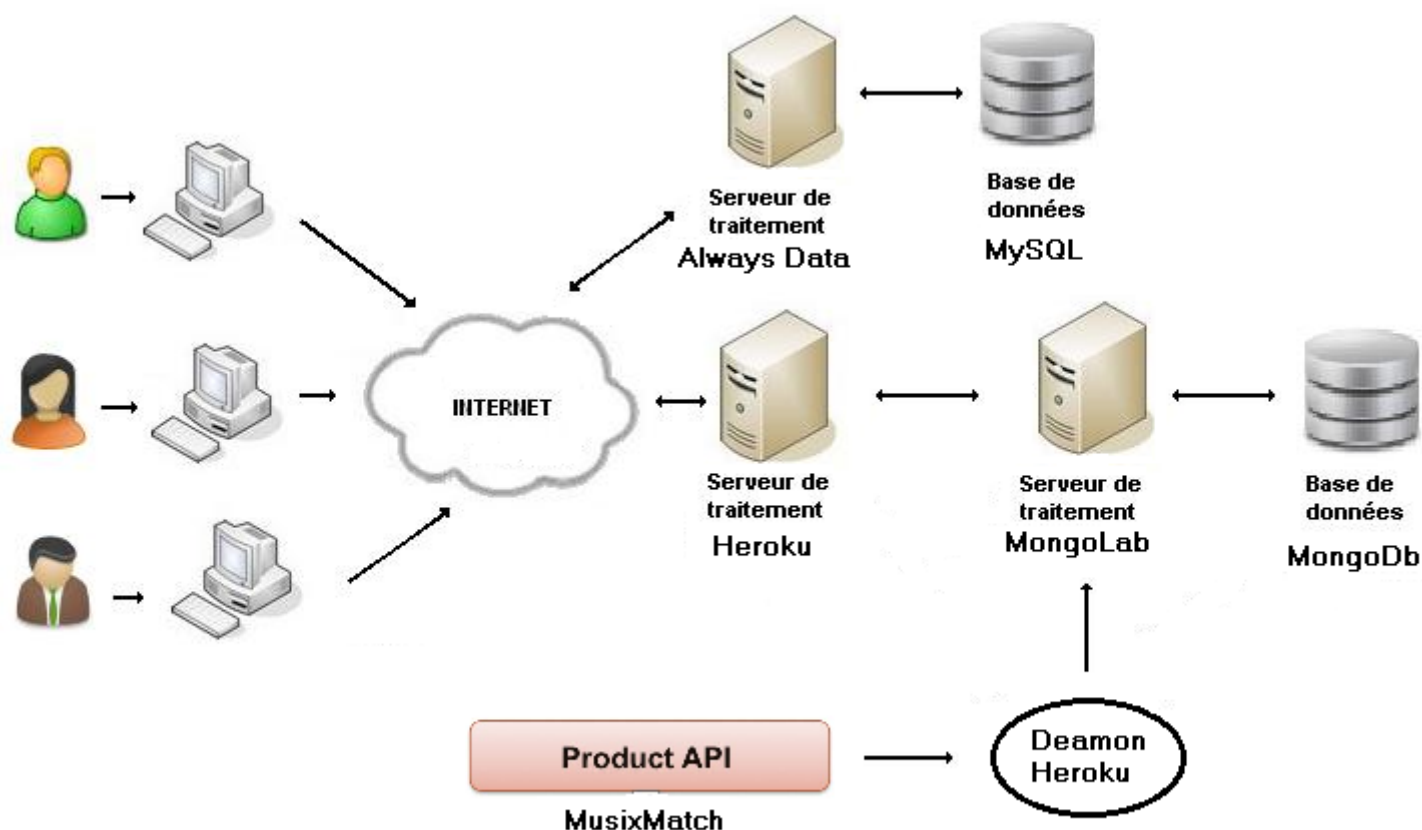 Serveur de
traitement
Always Data
Base de
données
MySQL
INTERNET
Serveur de
traitement
Heroku
Serveur de
traitement
MongoLab
Base de
données
MongoDb
Product API
MusixMatch
Deamon
Heroku